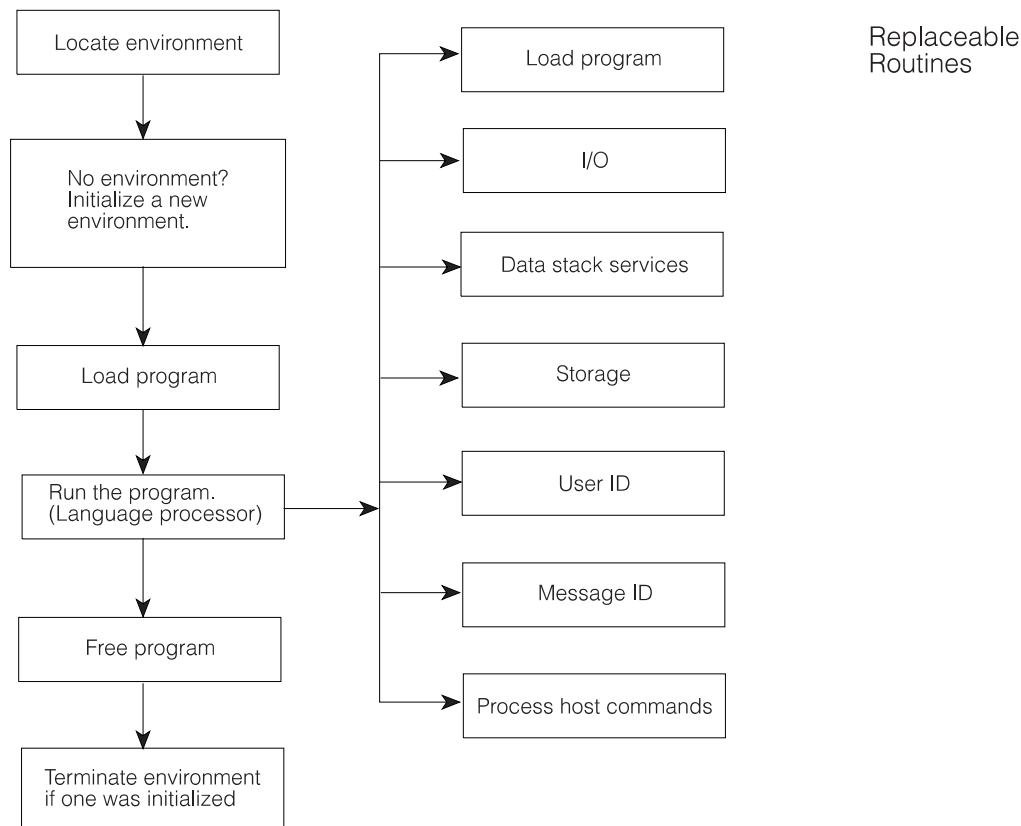 Locate environment
No environment?
Initialize a new
environment.
Load program
Run the program.
(Language processor)
Free program
Terminate environment
if one was initialized
Load program
I/O
Data stack services
Storage
User ID
Message ID
Process host commands
Replaceable
Routines